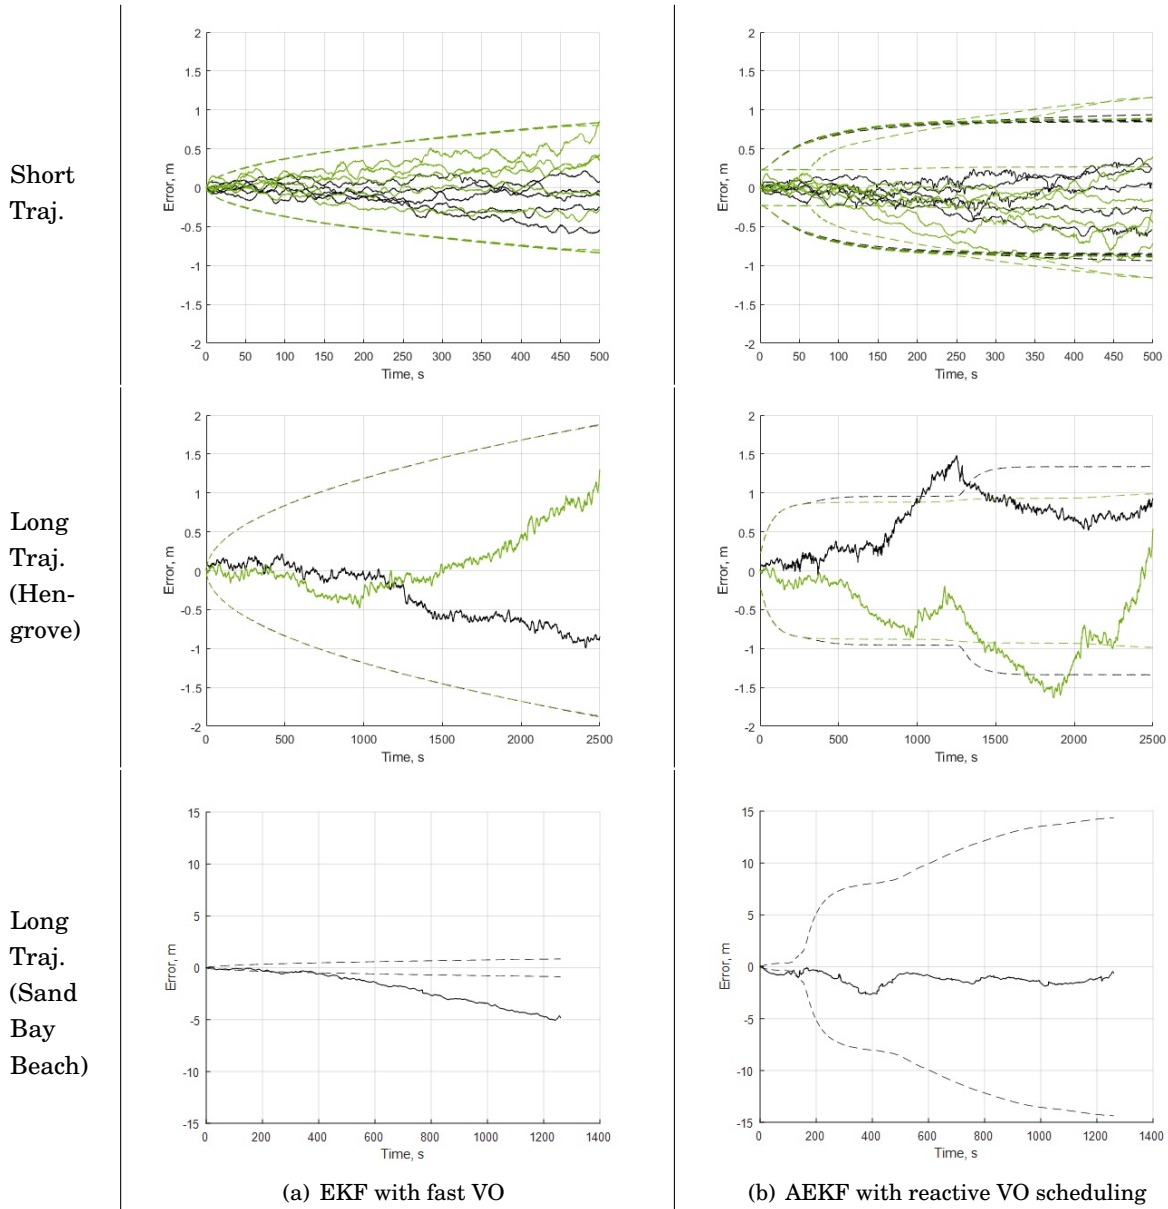 Short
Traj.
2
1.5
1
0.5
0
-0.5
-1
-1.5
-2
Error, m
0 50 100 150 200 250 300 350 400 450 500
Time, s
2
1.5
1
0.5
0
-0.5
-1
-1.5
-2
Error, m
0 50 100 150 200 250 300 350 400 450 500
Time, s
Long
Traj.
(Hen-
grove)
2
1.5
1
0.5
0
-0.5
-1
-1.5
-2
Error, m
0 500 1000 1500 2000 2500
Time, s
2
1.5
1
0.5
0
-0.5
-1
-1.5
-2
Error, m
0 500 1000 1500 2000 2500
Time, s
Long
Traj.
(Sand
Bay
Beach)
15
10
5
0
-5
-10
-15
Error, m
0 200 400 600 800 1000 1200 1400
Time, s
15
10
5
0
-5
-10
-15
Error, m
0 200 400 600 800 1000 1200 1400
Time, s
(a) EKF with fast VO
(b) AEKF with reactive VO scheduling